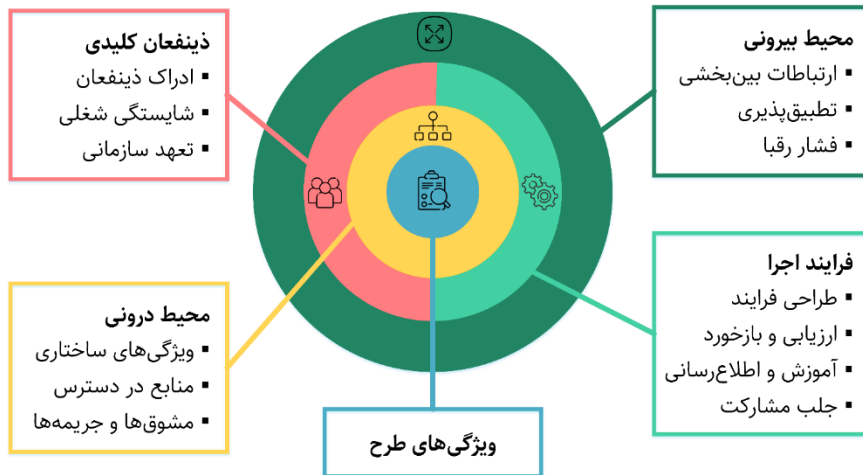 محیط بیرونی
▪ ارتباطات بین‌بخشی
▪ تطبیق‌پذیری
▪ فشار رقبا
ذینفعان کلیدی
▪ ادراک ذینفعان
▪ شایستگی شغلی
▪ تعهد سازمانی
فرایند اجرا
▪ طراحی فرایند
▪ ارزیابی و بازخورد
▪ آموزش و اطلاع‌رسانی
▪ جلب مشارکت
محیط درونی
▪ ویژگی‌های ساختاری
▪ منابع در دسترس
▪ مشوق‌ها و جریمه‌ها
ویژگی‌های طرح